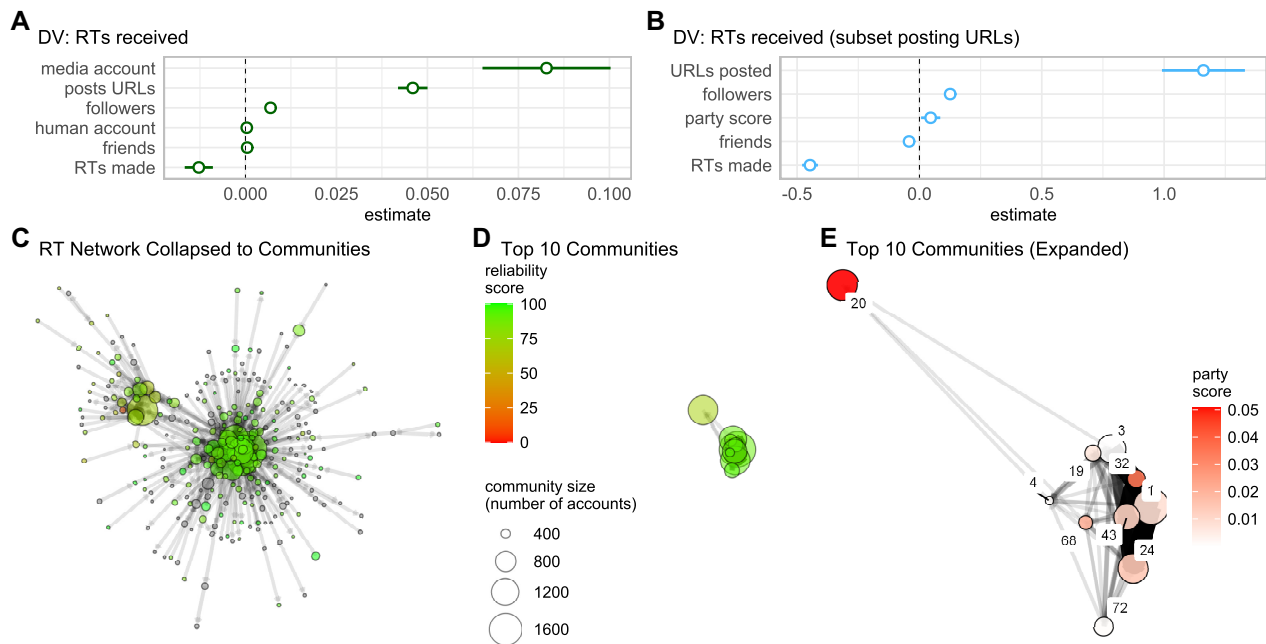 A
DV: RTs received
media account
posts URLs
followers
human account
friends
RTs made
0.000
0.025
0.050
0.075
0.100
estimate
B
DV: RTs received (subset posting URLs)
URLs posted
followers
party score
friends
RTs made
-0.5
0.0
0.5
1.0
estimate
C
RT Network Collapsed to Communities
D
Top 10 Communities
reliability
score
100
75
50
25
0
community size
(number of accounts)
400
800
1200
1600
E
Top 10 Communities (Expanded)
20
3
19
32
4
1
68
43
24
72
party
score
0.05
0.04
0.03
0.02
0.01